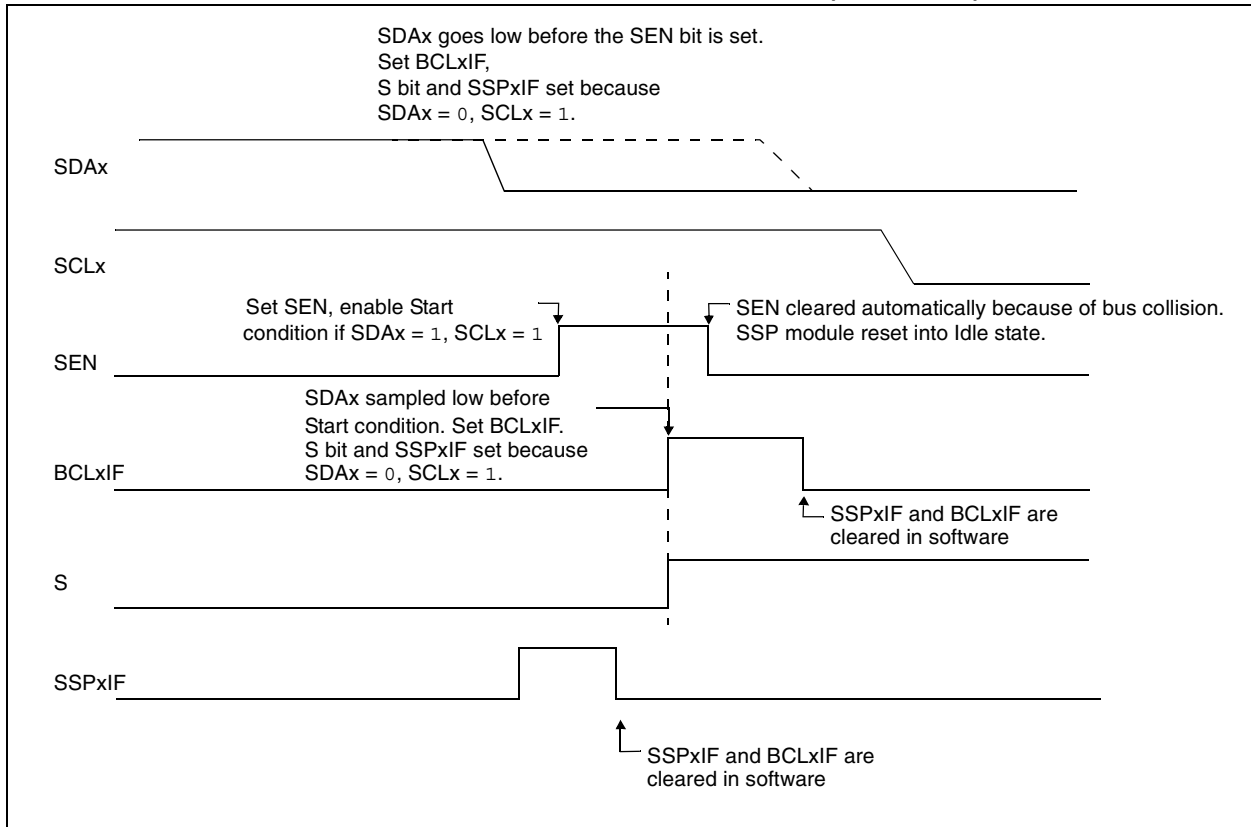 SDAx goes low before the SEN bit is set.
Set BCLxIF,
S bit and SSPxIF set because
SDAx = 0, SCLx = 1.
SDAx
SCLx
Set SEN, enable Start
condition if SDAx = 1, SCLx = 1
SEN cleared automatically because of bus collision.
SSP module reset into Idle state.
SEN
SDAx sampled low before
Start condition. Set BCLxIF.
S bit and SSPxIF set because
SDAx = 0, SCLx = 1.
BCLxIF
SSPxIF and BCLxIF are
cleared in software
S
SSPxIF
SSPxIF and BCLxIF are
cleared in software